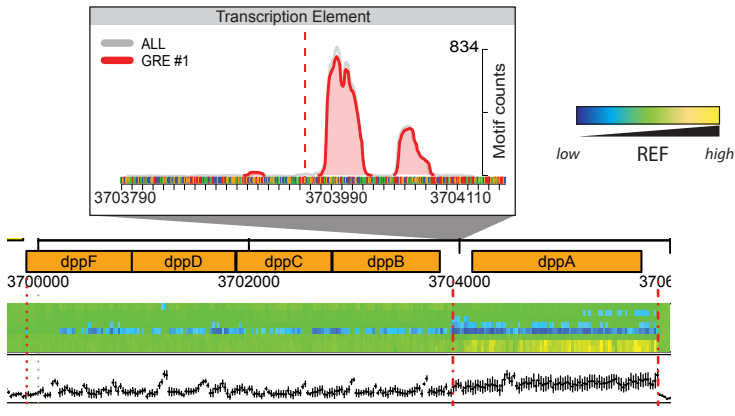 Transcription Element
ALL
GRE #1
834
Motif counts
3703790
3703990
3704110
low
REF
high
dppF
dppD
dppC
dppB
dppA
3700000
3702000
3704000
3706